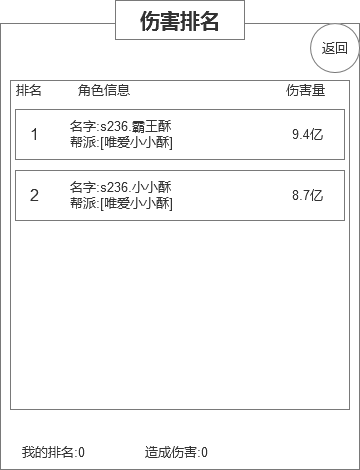 伤害排名
返回
排名 角色信息 伤害量
1 名字:s236.霸王酥 9.4亿
帮派:[唯爱小小酥]
2 名字:s236.小小酥 8.7亿
帮派:[唯爱小小酥]
我的排名:0 造成伤害:0